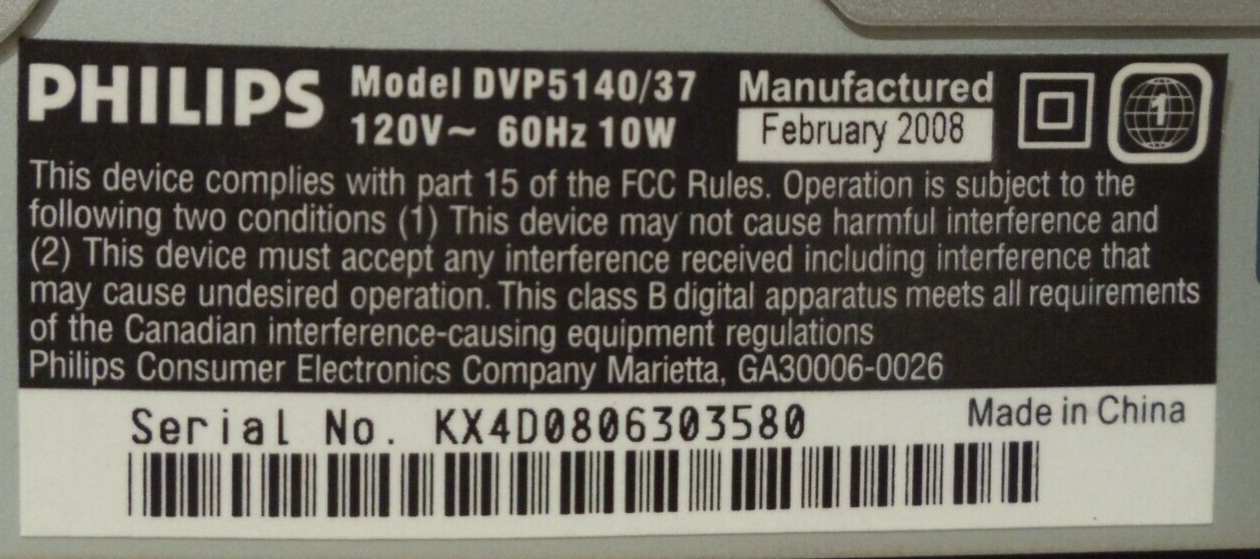 PHILIPS Model DVP5140/37 Manufactured
120V~ 60Hz 10W February 2008 1
This device complies with part 15 of the FCC Rules. Operation is subject to the
following two conditions (1) This device may not cause harmful interference and
(2) This device must accept any interference received including interference that
may cause undesired operation. This class B digital apparatus meets all requirements
of the Canadian interference-causing equipment regulations
Philips Consumer Electronics Company Marietta, GA30006-0026
Serial No. KX4D0806303580 Made in China